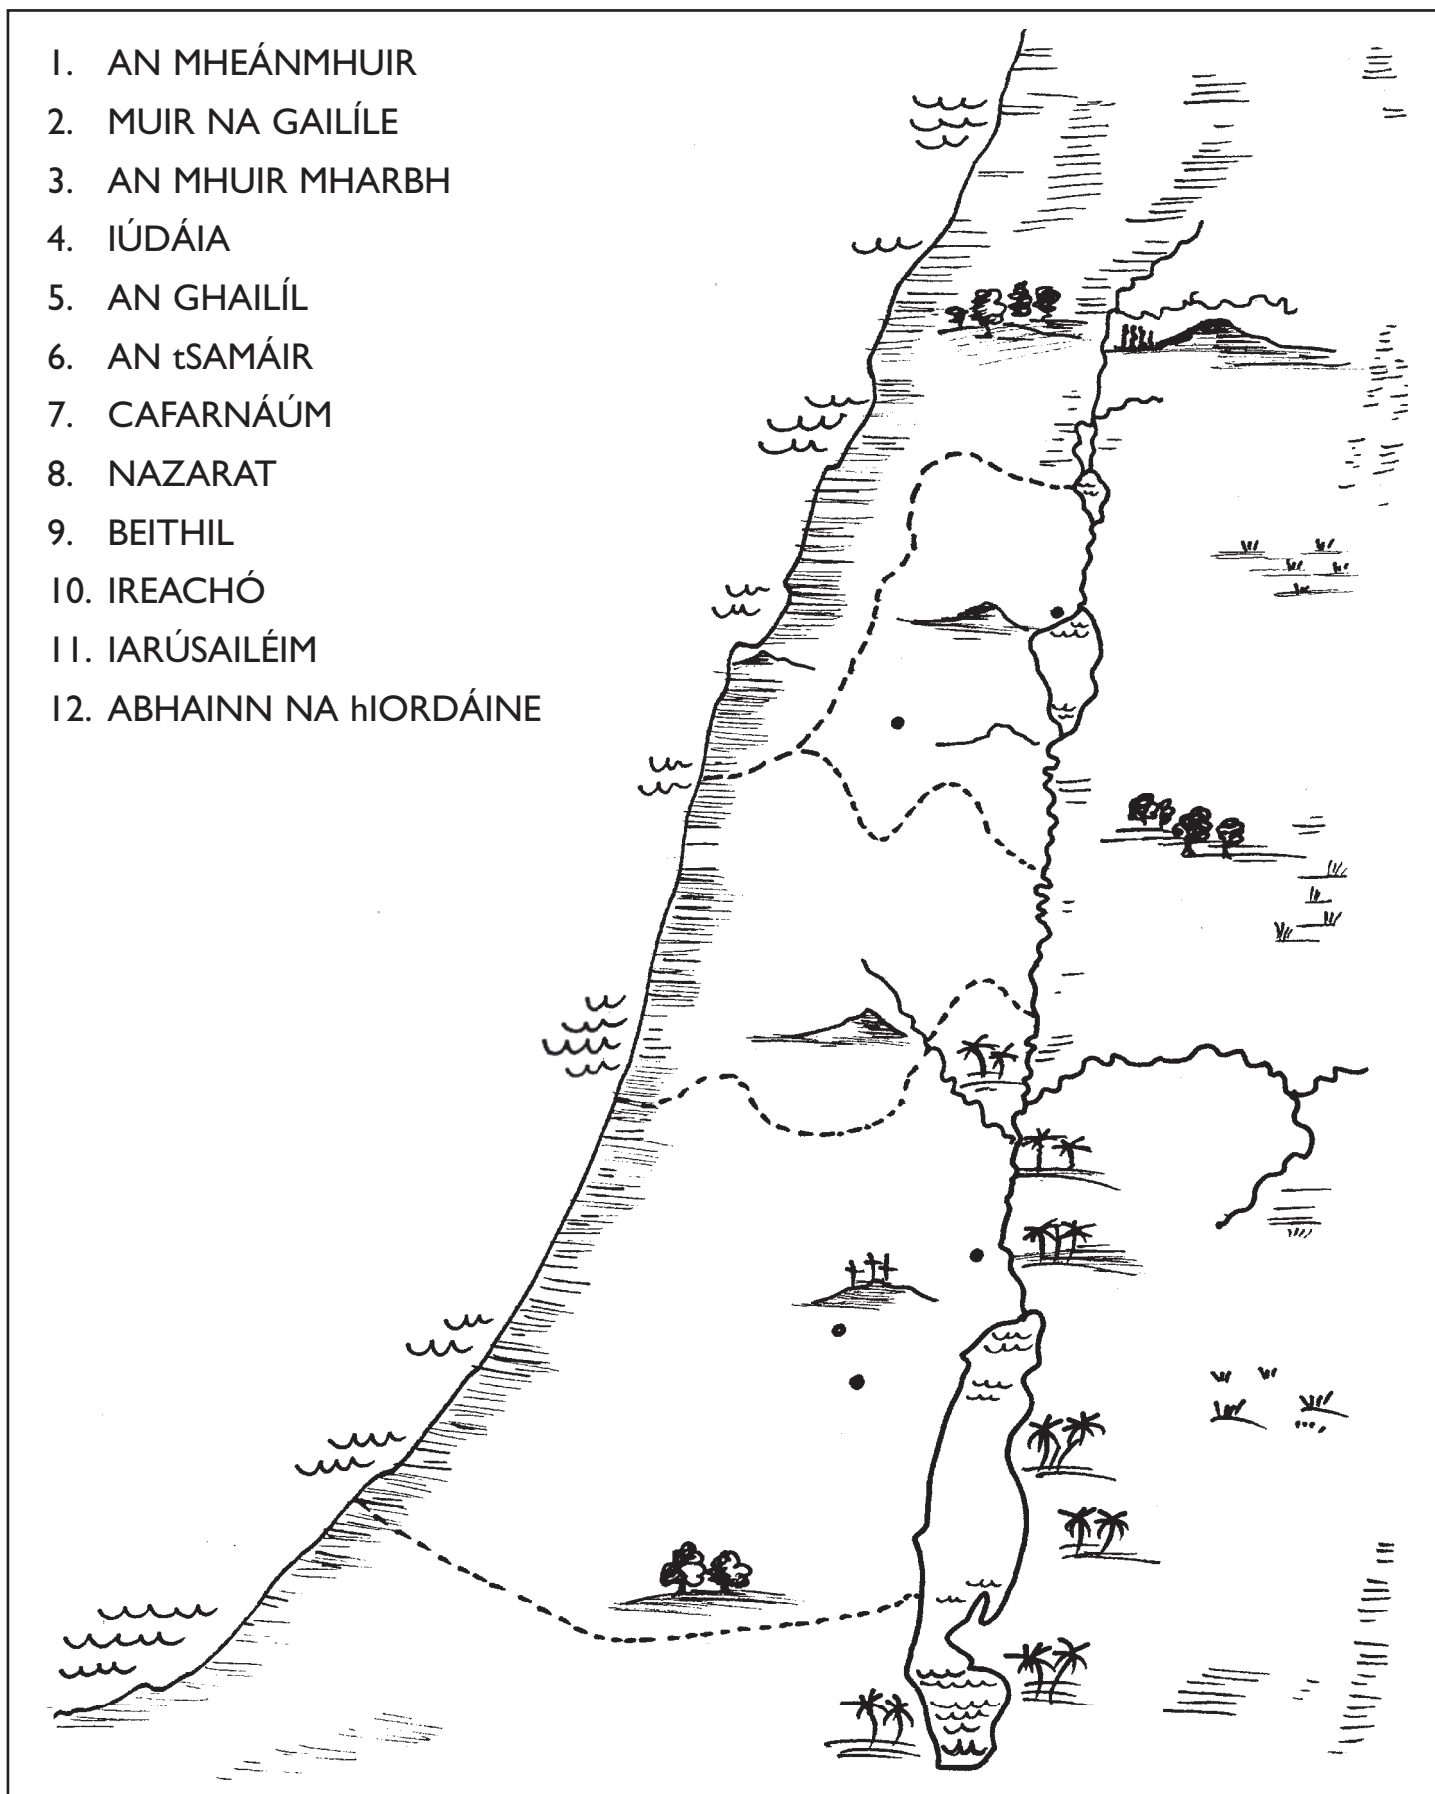 1. AN MHEÁNMHUIR
2. MUIR NA GAILÍLE
3. AN MHUIR MHARBH
4. IÚDÁIA
5. AN GHAILÍL
6. AN tSAMÁIR
7. CAFARNÁÚM
8. NAZARAT
9. BEITHIL
10. IREACHÓ
11. IARÚSAILÉIM
12. ABHAINN NA hIORDÁINE